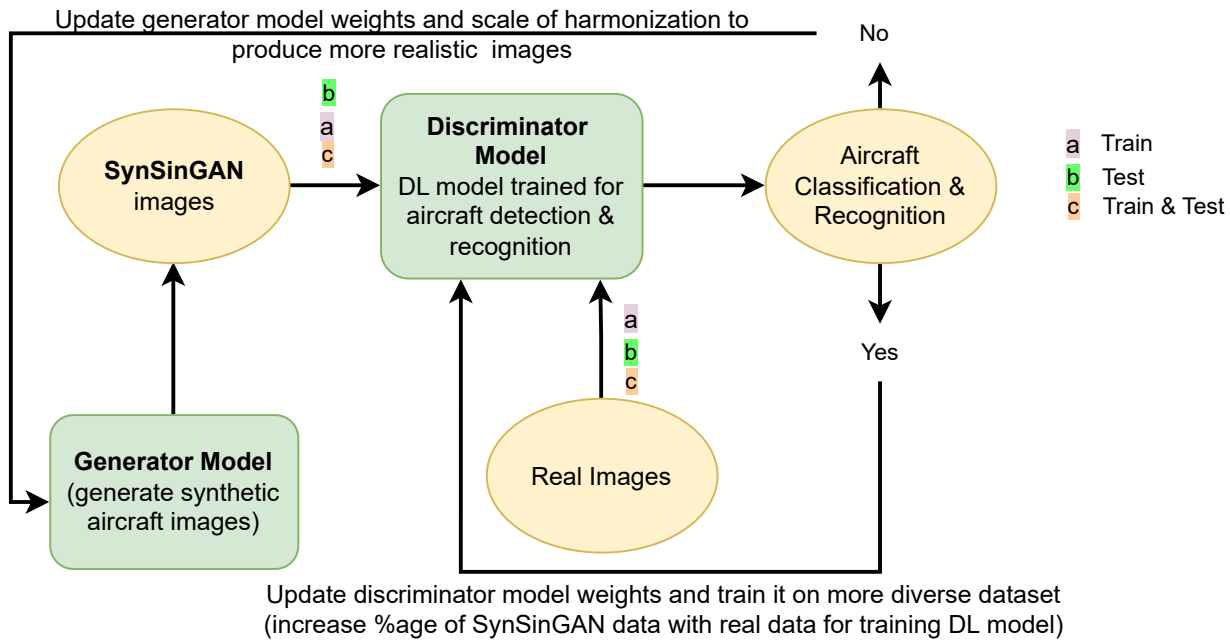 Update generator model weights and scale of harmonization to
produce more realistic images
No
b
a
c
SynSinGAN
images
Discriminator
Model
DL model trained for
aircraft detection &
recognition
Aircraft
Classification &
Recognition
a Train
b Test
c Train & Test
a
b
c
Yes
Generator Model
(generate synthetic
aircraft images)
Real Images
Update discriminator model weights and train it on more diverse dataset
(increase %age of SynSinGAN data with real data for training DL model)